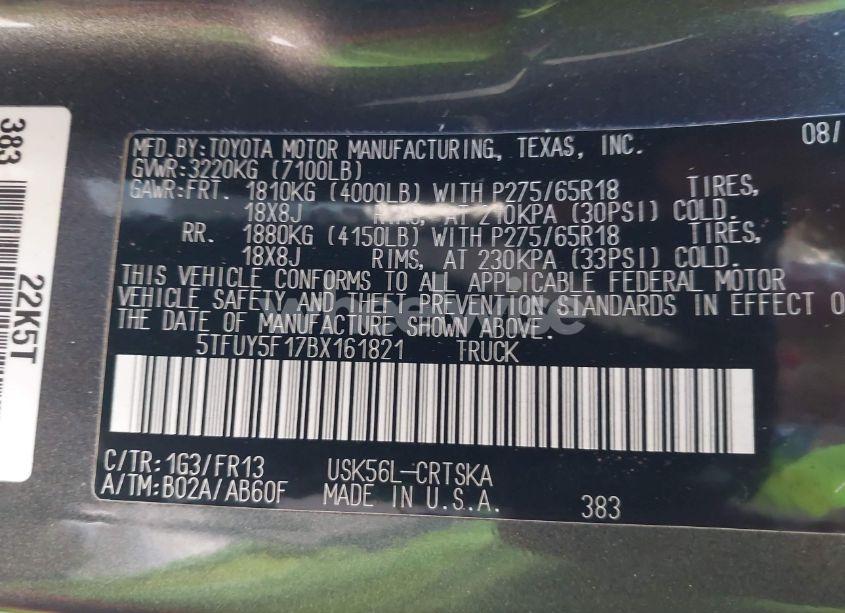 MFD.BY:TOYOTA MOTOR MANUFACTURING, TEXAS, INC. 08/
GVWR:3220KG (7100LB)
GAWR:FRT. 1810KG (4000LB) WITH P275/65R18 TIRES,
18X8J RIMS, AT 210KPA (30PSI) COLD.
RR. 1880KG (4150LB) WITH P275/65R18 TIRES,
18X8J RIMS, AT 230KPA (33PSI) COLD.
THIS VEHICLE CONFORMS TO ALL APPLICABLE FEDERAL MOTOR
VEHICLE SAFETY AND THEFT PREVENTION STANDARDS IN EFFECT O
THE DATE OF MANUFACTURE SHOWN ABOVE.
5TFUY5F17BX161821 TRUCK
C/TR:1G3/FR13 USK56L-CRTSKA
A/TM:B02A/AB60F MADE IN U.S.A. 383
383
22K5T
wheelwise